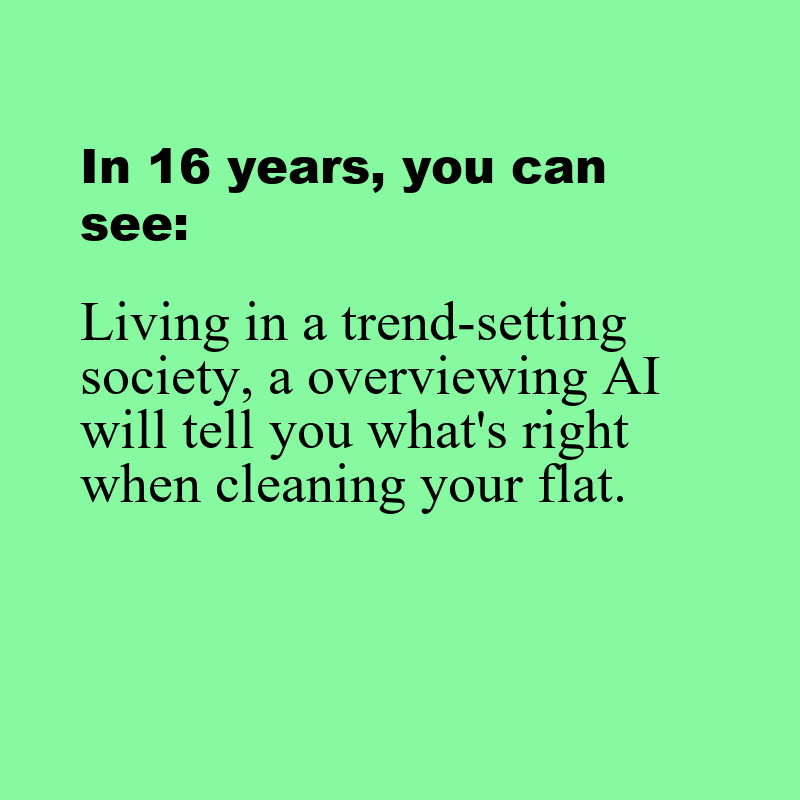 In 16 years, you can
see:
Living in a trend-setting
society, a overviewing AI
will tell you what's right
when cleaning your flat.